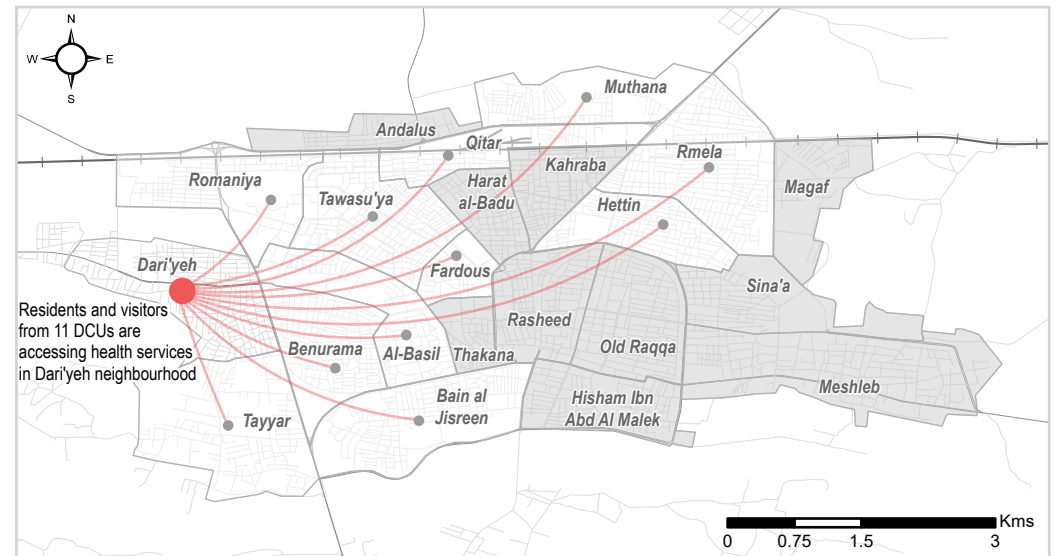 N
W
E
S
Muthana
Andalus
Qitar
Rmela
Kahraba
Romaniya
Harat
al-Badu
Magaf
Tawasu'ya
Hettin
Dari'yeh
Fardous
Sina'a
Residents and visitors
from 11 DCUs are
accessing health services
in Dari'yeh neighbourhood
Rasheed
Benurama
Al-Basil
Thakana
Old Raqqa
Meshleb
Bain al
Jisreen
Hisham Ibn
Abd Al Malek
Tayyar
Kms
0 0.75 1.5 3